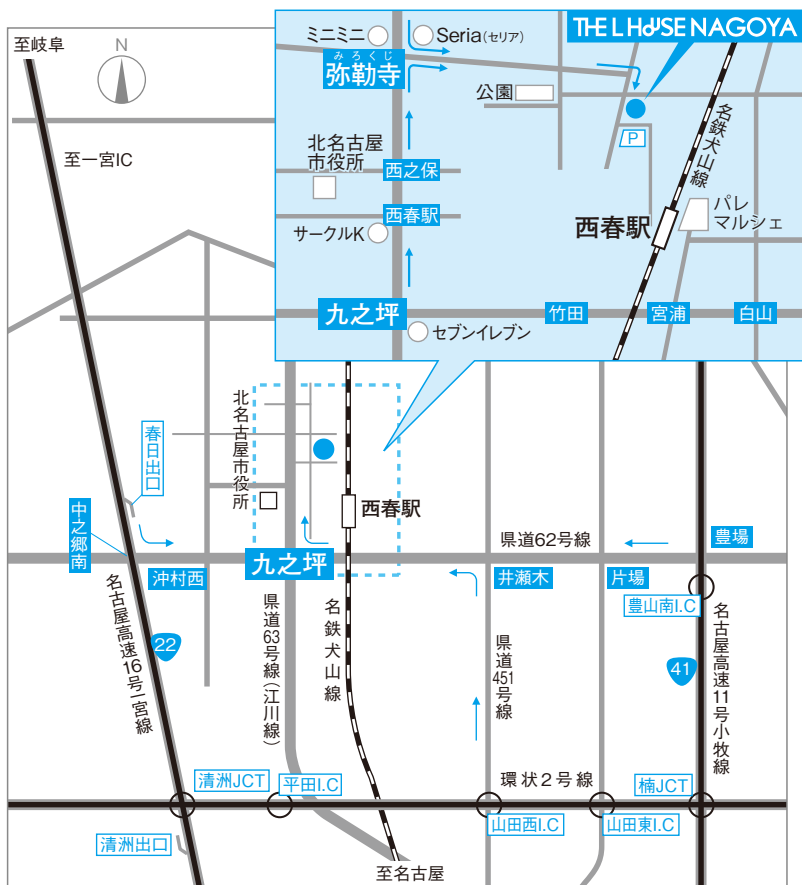 至岐阜
N
至一宮IC
ミニミニ
Seria(セリア)
THE L HOUSE NAGOYA
みろくじ
弥勒寺
公園
P
名鉄犬山線
北名古屋
市役所
西之保
西春駅
サークルK
西春駅
パレ
マルシェ
九之坪
竹田
宮浦
白山
セブンイレブン
北名古屋市役所
春日出口
西春駅
中之郷南
県道62号線
豊場
沖村西
九之坪
井瀬木
片場
豊山南I.C
名古屋高速16号一宮線
22
県道63号線(江川線)
名鉄犬山線
県道451号線
41
名古屋高速11号小牧線
清洲JCT
平田I.C
環状2号線
楠JCT
山田西I.C
山田東I.C
清洲出口
至名古屋